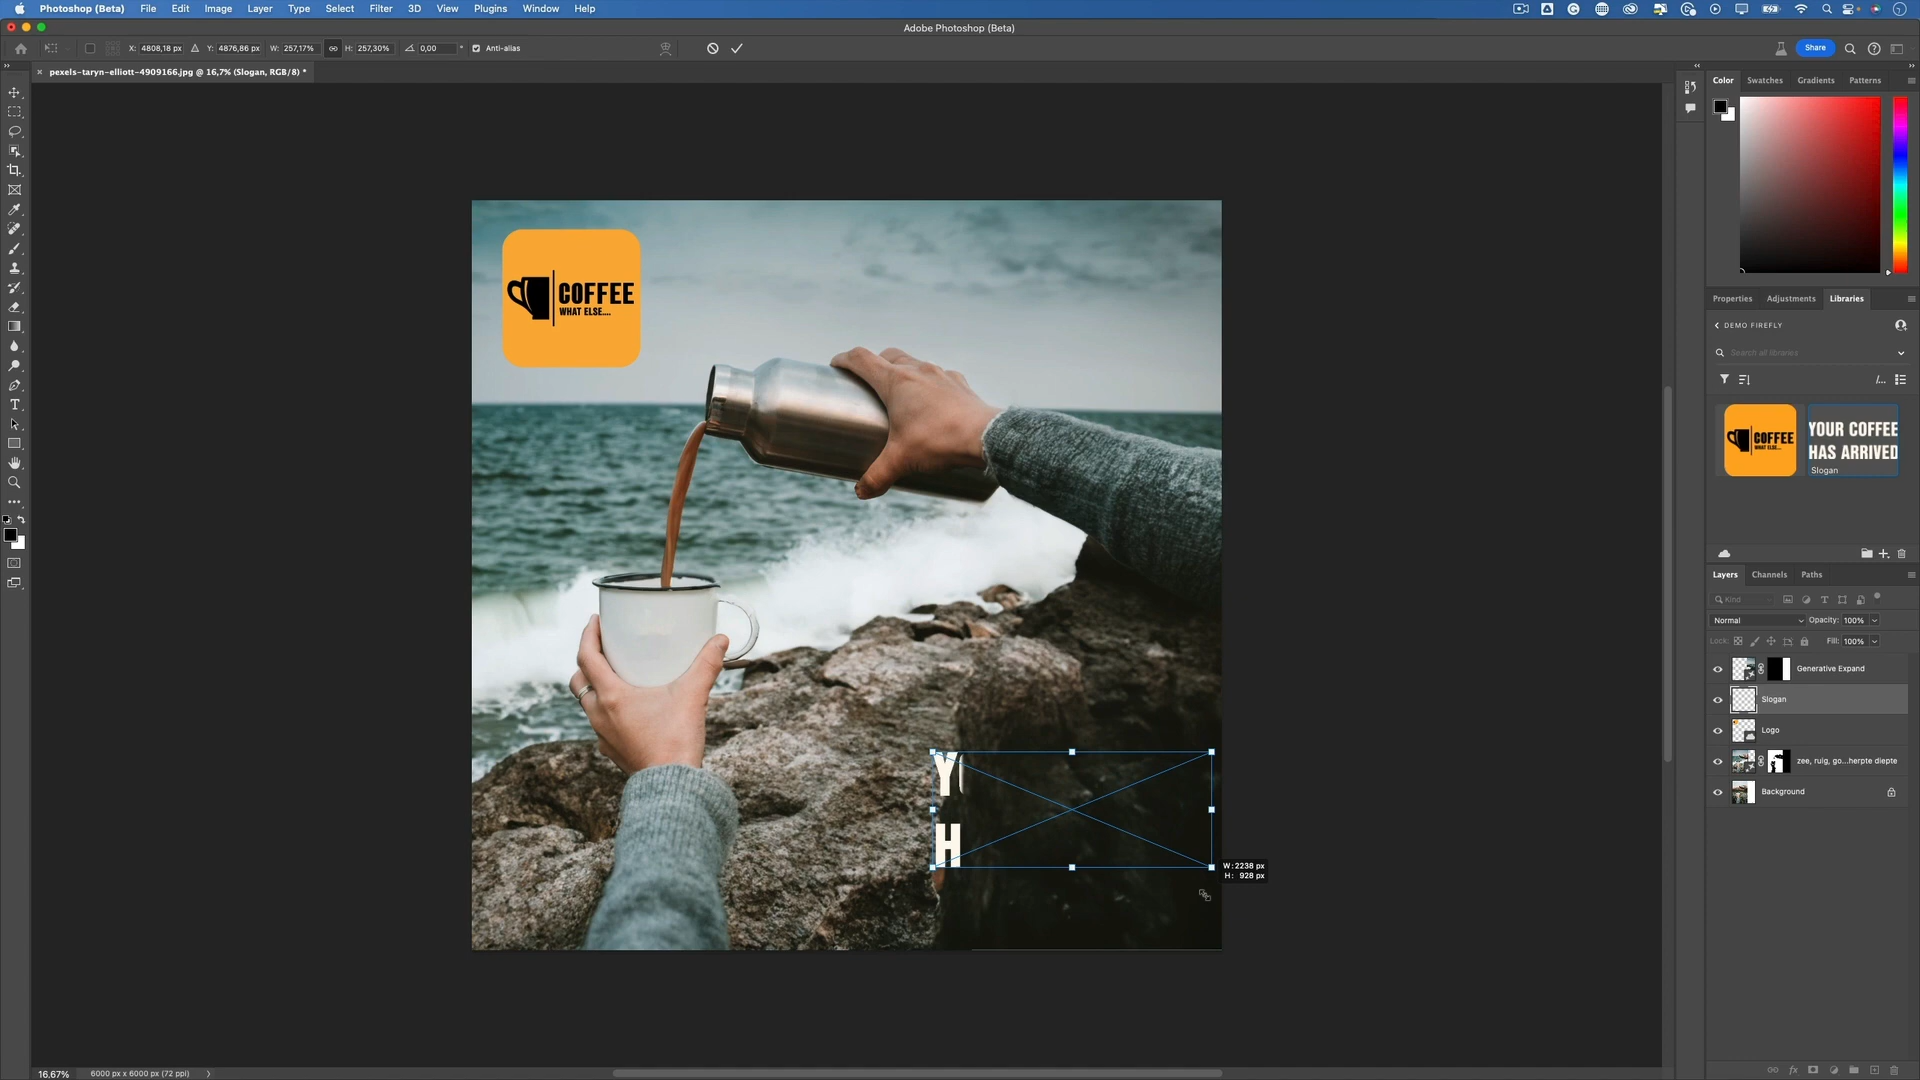 Photoshop (Beta) File Edit Image Layer Type Select Filter 3D View Plugins Window Help
Adobe Photoshop (Beta)
X: 4808,18 px Y: 4876,86 px W: 257,17% H: 257,30% 0,00 ° Anti-alias
Share
pexels-taryn-elliott-4909166.jpg @ 16,7% (Slogan, RGB/8) *
Color Swatches Gradients Patterns
COFFEE
WHAT ELSE....
Properties Adjustments Libraries
DEMO FIREFLY
Search all libraries
/...
COFFEE
WHAT ELSE....
YOUR COFFEE
HAS ARRIVED
Slogan
Layers Channels Paths
Kind
Normal Opacity: 100%
Lock: Fill: 100%
Generative Expand
Slogan
Logo
zee, ruig, go...herpte diepte
Background
Y
H
W: 2238 px
H: 928 px
16.67% 6000 px x 6000 px (72 ppi)